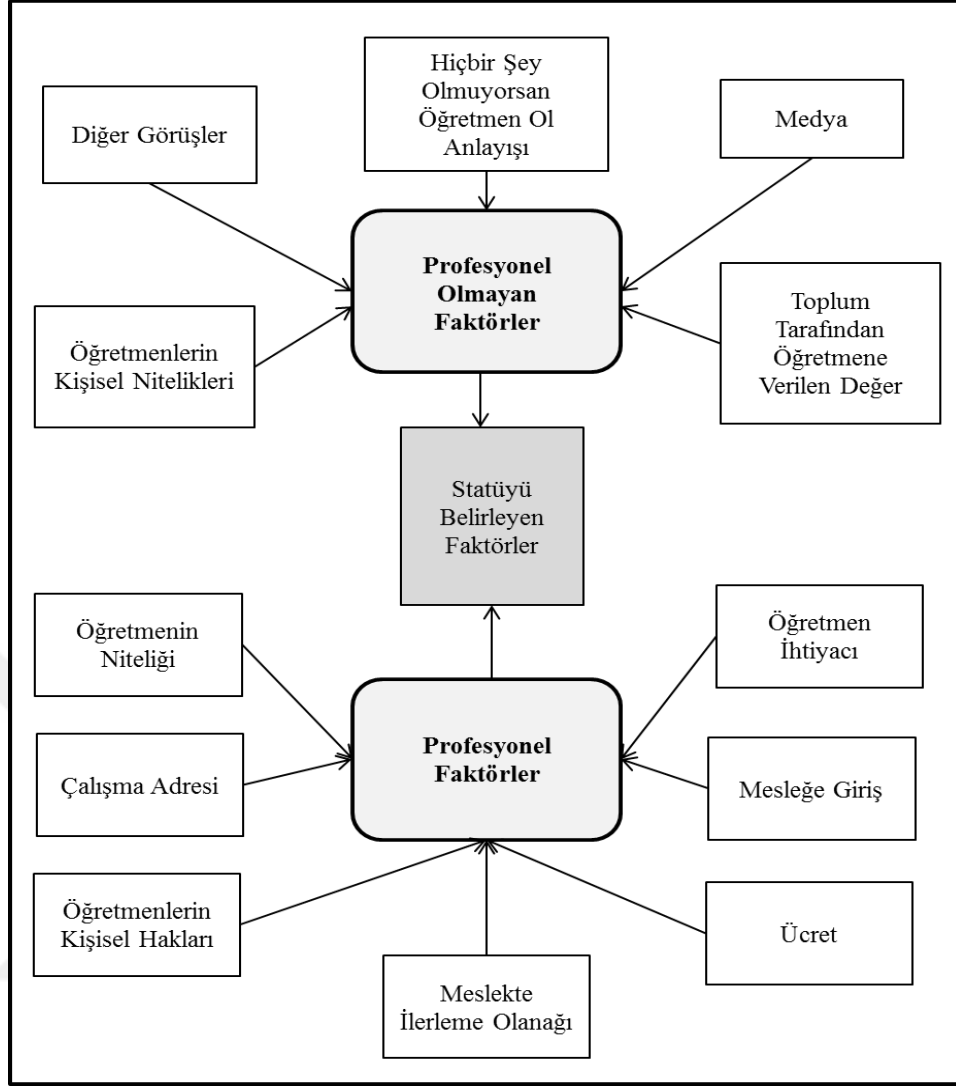 Diğer Görüşler
Hiçbir Şey
Olmuyorsan
Öğretmen Ol
Anlayışı
Medya
Profesyonel
Olmayan
Faktörler
Öğretmenlerin
Kişisel Nitelikleri
Toplum
Tarafından
Öğretmene
Verilen Değer
Statüyü
Belirleyen
Faktörler
Öğretmenin
Niteliği
Öğretmen
İhtiyacı
Profesyonel
Faktörler
Çalışma Adresi
Mesleğe Giriş
Öğretmenlerin
Kişisel Hakları
Ücret
Meslekte
İlerleme Olanağı